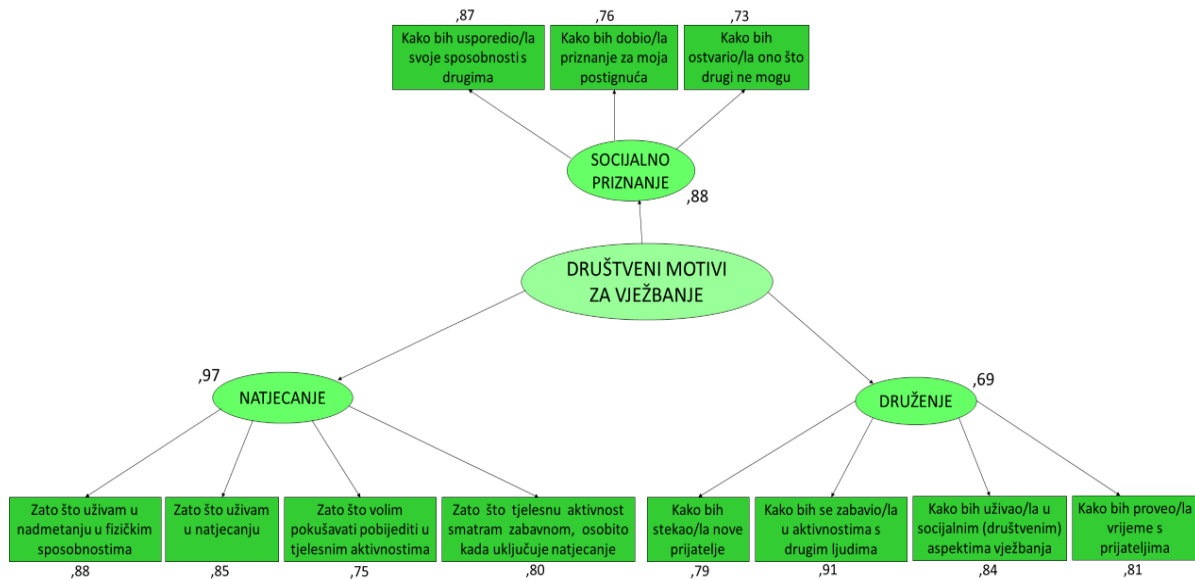 ,87
,76
,73
Kako bih usporedio/la
svoje sposobnosti s
drugima
Kako bih dobio/la
priznanje za moja
postignuća
Kako bih
ostvario/la ono što
drugi ne mogu
SOCIJALNO
PRIZNANJE
,88
DRUŠTVENI MOTIVI
ZA VJEŽBANJE
,97
NATJECANJE
,69
DRUŽENJE
Zato što uživam u
nadmetanju u fizičkim
sposobnostima
Zato što uživam
u natjecanju
Zato što volim
pokušavati pobijediti u
tjelesnim aktivnostima
Zato što tjelesnu aktivnost
smatram zabavnom, osobito
kada uključuje natjecanje
Kako bih
stekao/la nove
prijatelje
Kako bih se zabavio/la
u aktivnostima s
drugim ljudima
Kako bih uživao/la u
socijalnim (društvenim)
aspektima vježbanja
Kako bih proveo/la
vrijeme s
prijateljima
,88
,85
,75
,80
,79
,91
,84
,81